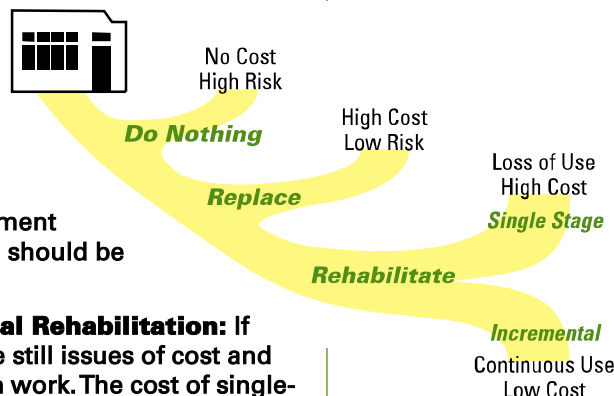 No Cost
High Risk
Do Nothing
High Cost
Low Risk
Replace
Loss of Use
High Cost
Single Stage
Rehabilitate
Incremental
Continuous Use
Low Cost
should be
al Rehabilitation: If
still issues of cost and
work. The cost of single-